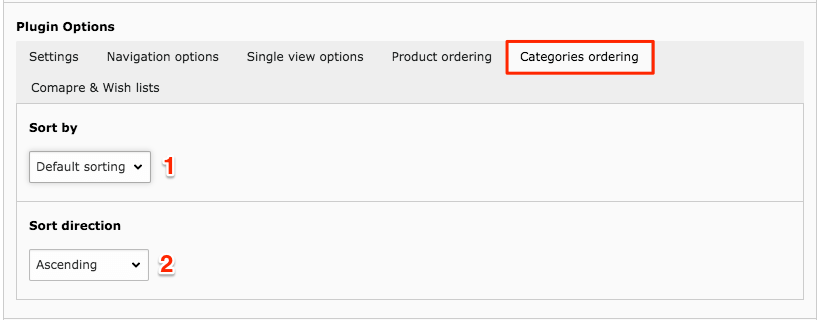 Plugin Options
Settings Navigation options Single view options Product ordering Categories ordering
Comapre & Wish lists
Sort by
Default sorting 1
Sort direction
Ascending 2